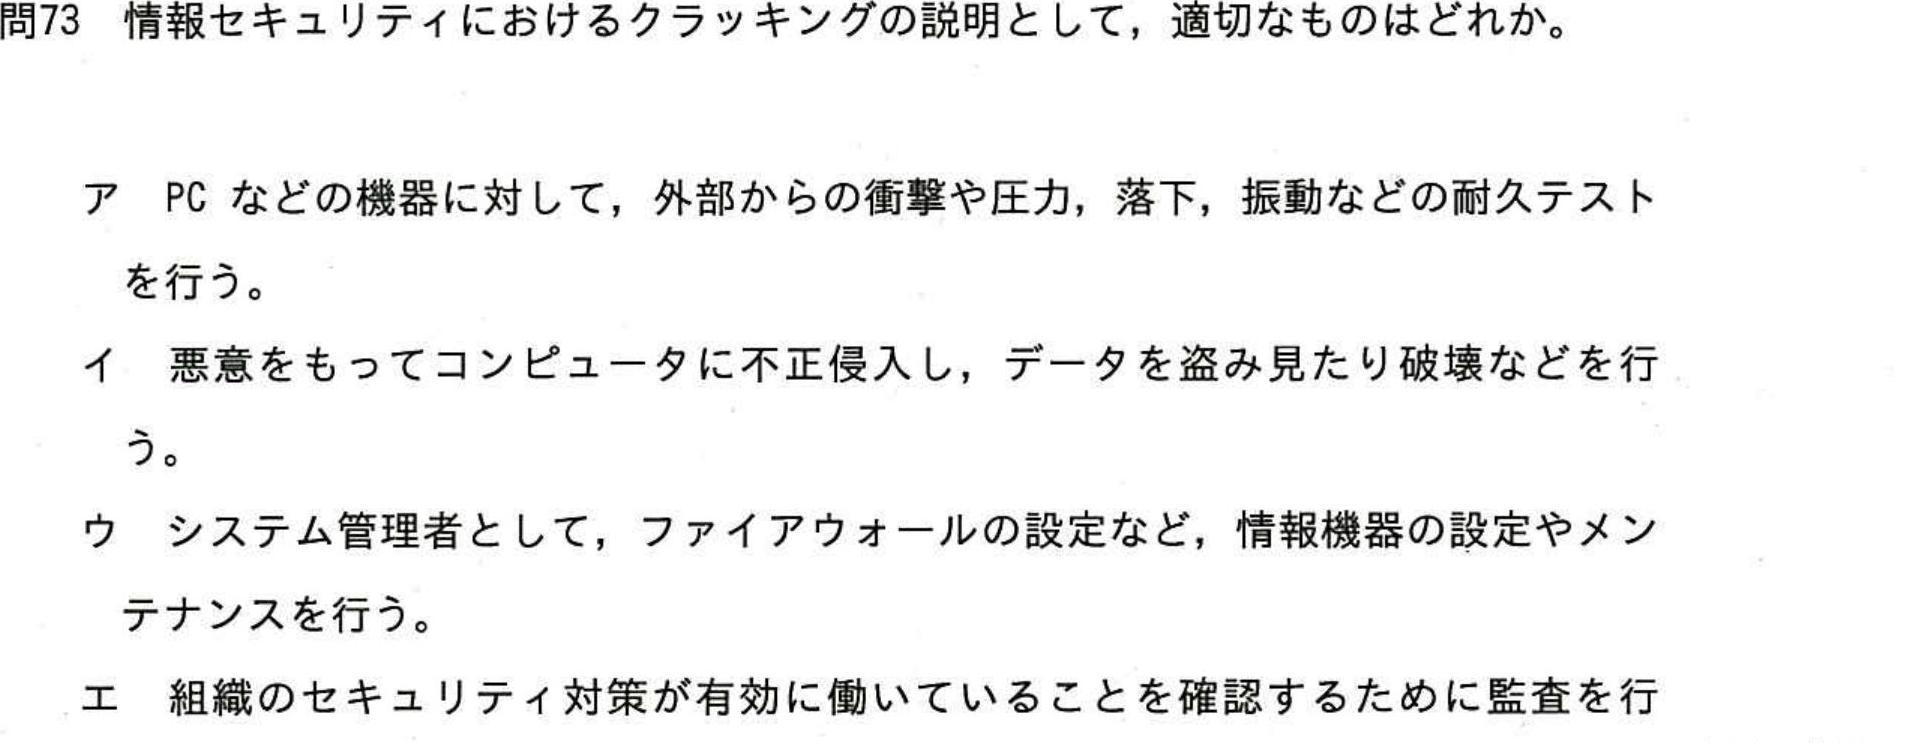 問73　情報セキュリティにおけるクラッキングの説明として，適切なものはどれか。
ア　PC などの機器に対して，外部からの衝撃や圧力，落下，振動などの耐久テスト
を行う。
イ　悪意をもってコンピュータに不正侵入し，データを盗み見たり破壊などを行
う。
ウ　システム管理者として，ファイアウォールの設定など，情報機器の設定やメン
テナンスを行う。
エ　組織のセキュリティ対策が有効に働いていることを確認するために監査を行